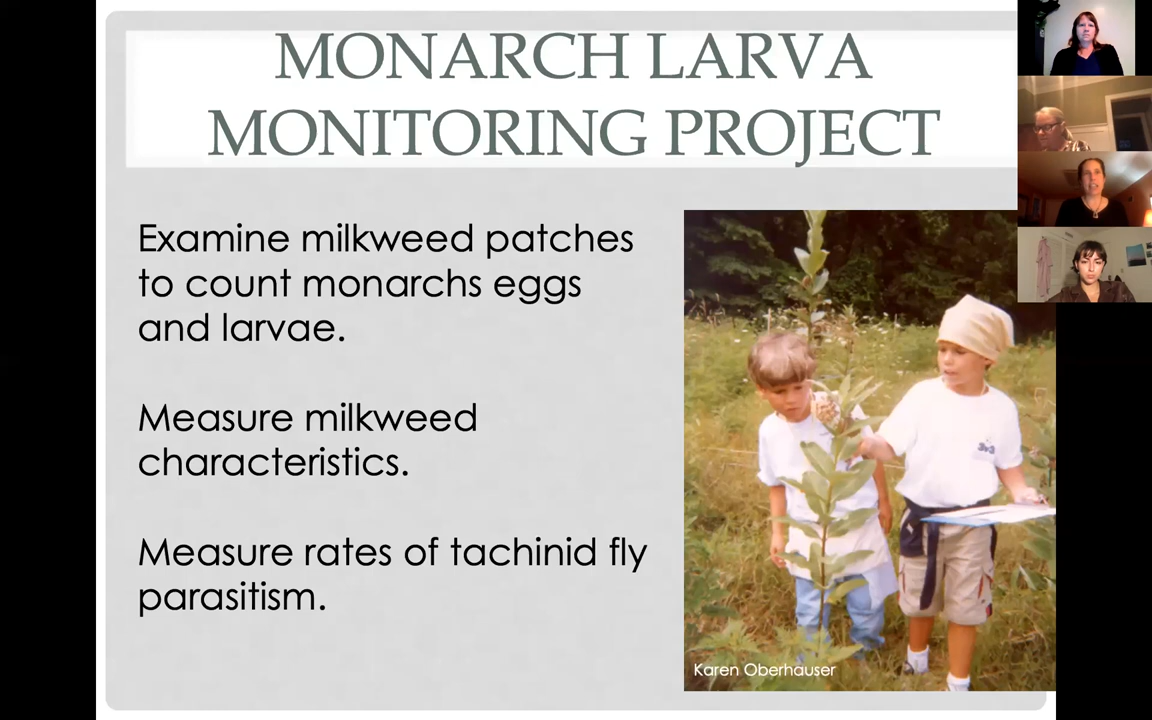 MONARCH LARVA
MONITORING PROJECT
Examine milkweed patches
to count monarchs eggs
and larvae.
Measure milkweed
characteristics.
Measure rates of tachinid fly
parasitism.
Karen Oberhauser